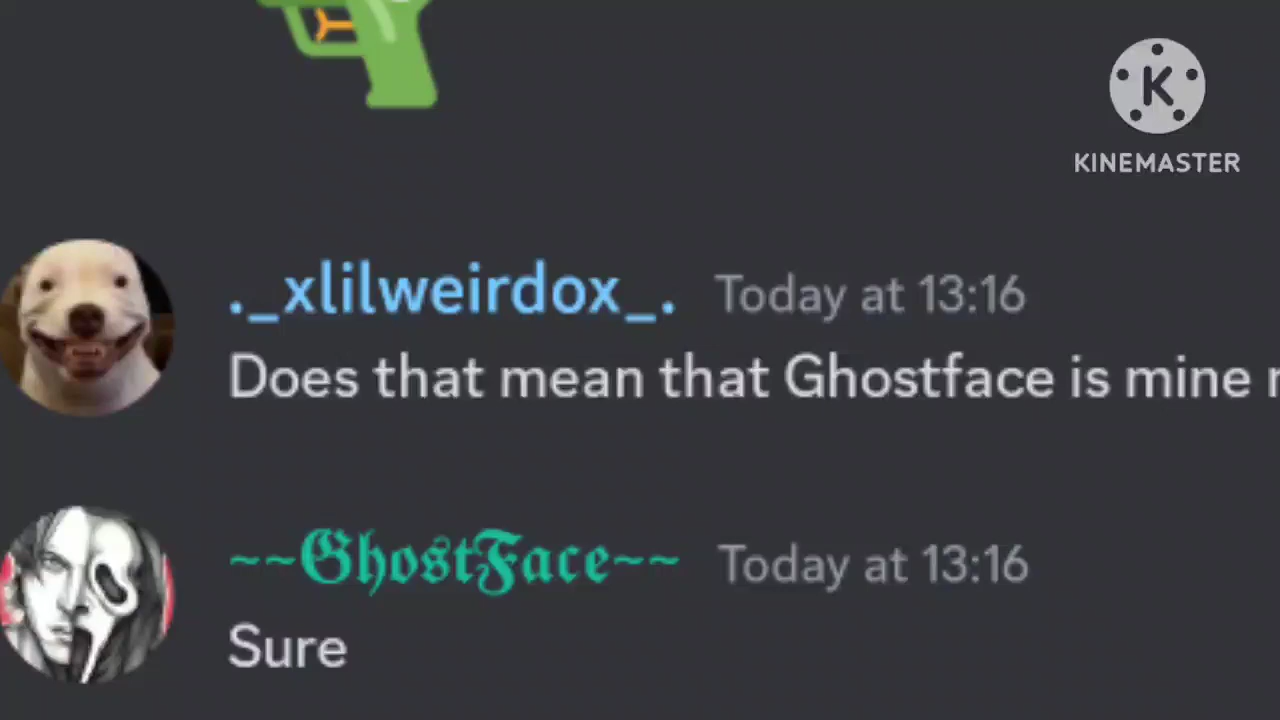 K
KINEMASTER
._xlilweirdox_. Today at 13:16
Does that mean that Ghostface is mine
~~GhostFace~~ Today at 13:16
Sure